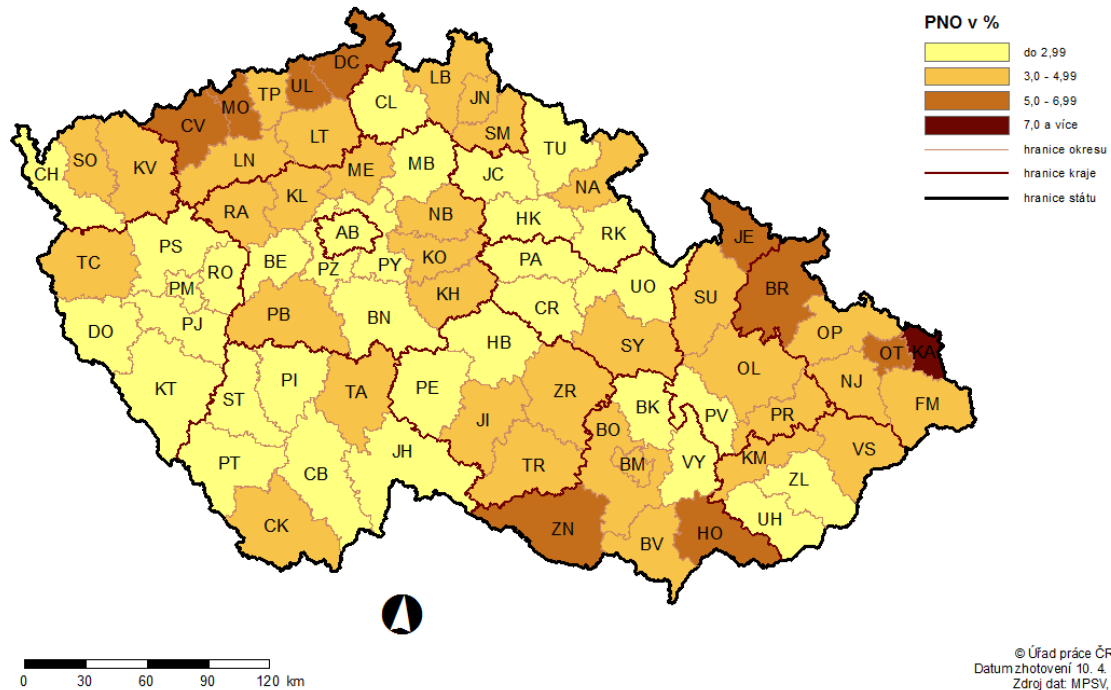 PNO v %
do 2,99
3,0 - 4,99
5,0 - 6,99
7,0 a více
hranice okresu
hranice kraje
hranice státu
DC
UL
LB
MO
TP
JN
CL
CV
LT
SM
TU
SO
KV
LN
MB
CH
ME
JC
NA
KL
RA
NB
HK
AB
RK
JE
PS
BE
KO
PA
TC
RO
PZ
PY
UO
BR
PM
KH
SU
PB
CR
DO
PJ
BN
OP
HB
SY
OT
KA
OL
KT
PI
TA
PE
ZR
NJ
ST
BK
PV
PR
FM
JI
BO
VS
JH
BM
VY
KM
PT
CB
TR
ZL
UH
CK
ZN
HO
BV
0 30 60 90 120 km
© Úřad práce ČR
Datum zhotovení 10. 4.
Zdroj dat: MPSV,